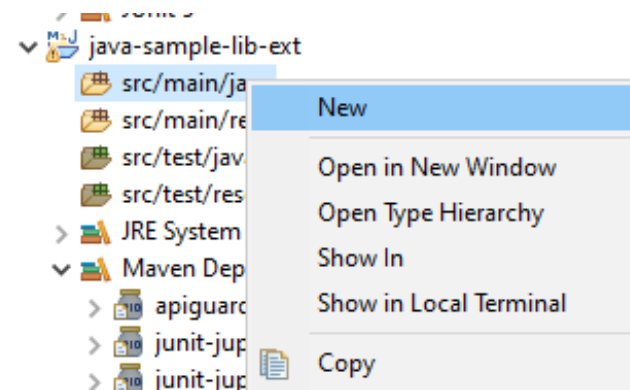 java-sample-lib-ext
src/main/ja
New
src/main/re
src/test/java
Open in New Window
src/test/res
Open Type Hierarchy
JRE System
Show In
Maven Dep
Show in Local Terminal
apiguard
junit-jup
Copy
junit-jup